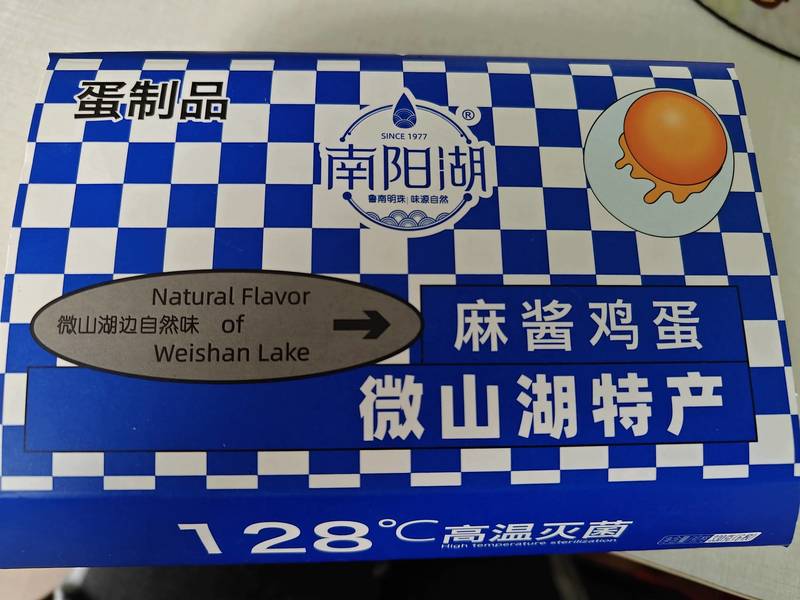 蛋制品
®
SINCE 1977
南阳湖
鲁南明珠 | 味源自然
Natural Flavor
微山湖边自然味 of
Weishan Lake
麻酱鸡蛋
微山湖特产
128℃高温灭菌
High temperature sterilization